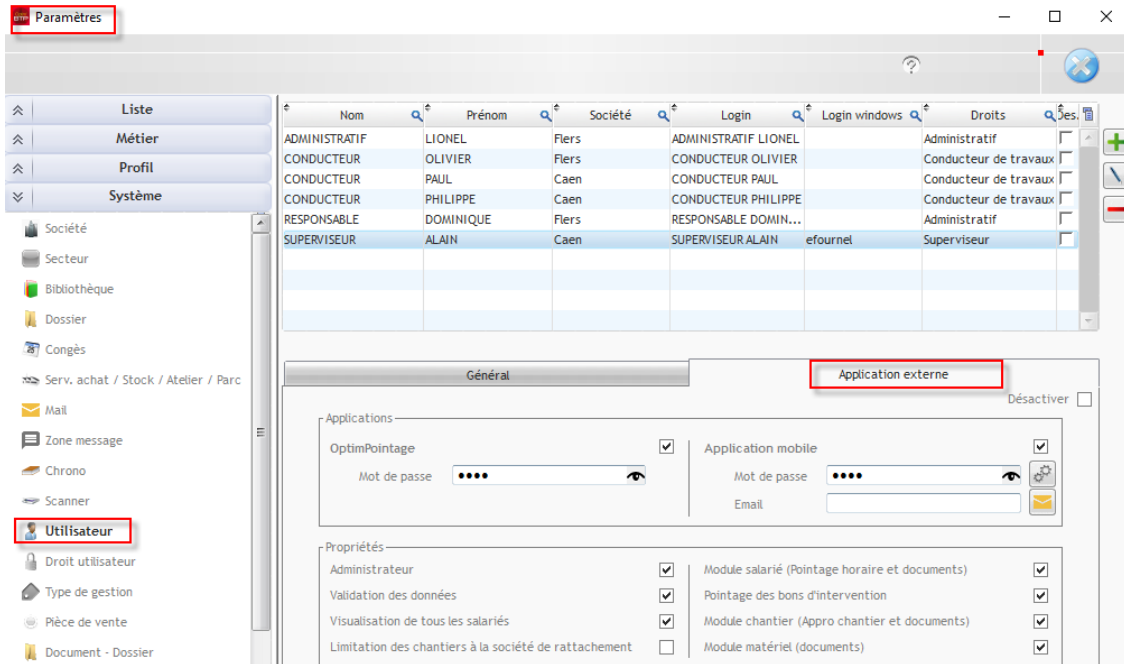 BTP Paramètres
?
Liste
Métier
Profil
Système
Société
Secteur
Bibliothèque
Dossier
Congès
Serv. achat / Stock / Atelier / Parc
Mail
Zone message
Chrono
Scanner
Utilisateur
Droit utilisateur
Type de gestion
Pièce de vente
Document - Dossier
Nom Prénom Société Login Login windows Droits Des.
ADMINISTRATIF LIONEL Flers ADMINISTRATIF LIONEL Administratif
CONDUCTEUR OLIVIER Flers CONDUCTEUR OLIVIER Conducteur de travaux
CONDUCTEUR PAUL Caen CONDUCTEUR PAUL Conducteur de travaux
CONDUCTEUR PHILIPPE Caen CONDUCTEUR PHILIPPE Conducteur de travaux
RESPONSABLE DOMINIQUE Flers RESPONSABLE DOMIN... Administratif
SUPERVISEUR ALAIN Caen SUPERVISEUR ALAIN efournel Superviseur
Général Application externe
Désactiver
Applications
OptimPointage Application mobile
Mot de passe •••• Mot de passe ••••
Email
Propriétés
Administrateur Module salarié (Pointage horaire et documents)
Validation des données Pointage des bons d'intervention
Visualisation de tous les salariés Module chantier (Appro chantier et documents)
Limitation des chantiers à la société de rattachement Module matériel (documents)